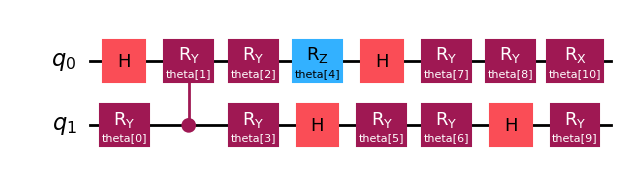 q0 H RY theta[1] RY theta[2] RZ theta[4] H RY theta[7] RY theta[8] RX theta[10]
q1 RY theta[0] RY theta[3] H RY theta[5] RY theta[6] H RY theta[9]